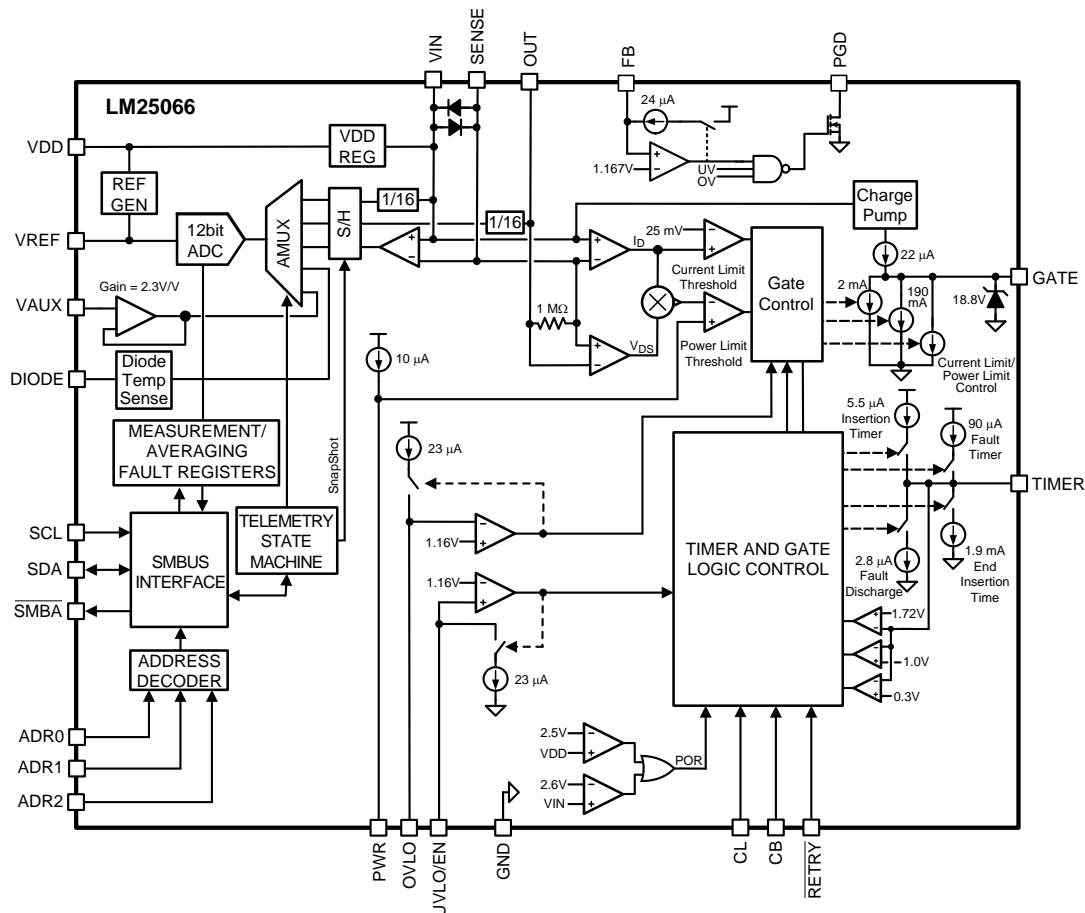 VIN
SENSE
OUT
FB
PGD
LM25066
24 µA
VDD
VDD
REG
1.167V
UV
OV
REF
GEN
1/16
1/16
S/H
AMUX
Charge
Pump
VREF
12bit
ADC
25 mV
I_D
22 µA
GATE
Gain = 2.3V/V
VAUX
Current Limit
Threshold
Gate
Control
2 mA
190
mA
18.8V
1 MΩ
V_DS
Power Limit
Threshold
10 µA
DIODE
Diode
Temp
Sense
Current Limit/
Power Limit
Control
5.5 µA
Insertion
Timer
90 µA
Fault
Timer
MEASUREMENT/
AVERAGING
FAULT REGISTERS
SnapShot
23 µA
TIMER
SCL
SDA
SMBA
SMBUS
INTERFACE
TELEMETRY
STATE
MACHINE
1.16V
1.16V
TIMER AND GATE
LOGIC CONTROL
2.8 µA
Fault
Discharge
1.9 mA
End
Insertion
Time
1.72V
1.0V
0.3V
ADDRESS
DECODER
23 µA
ADR0
ADR1
ADR2
2.5V
VDD
POR
2.6V
VIN
PWR
OVLO
UVLO/EN
GND
CL
CB
RETRY